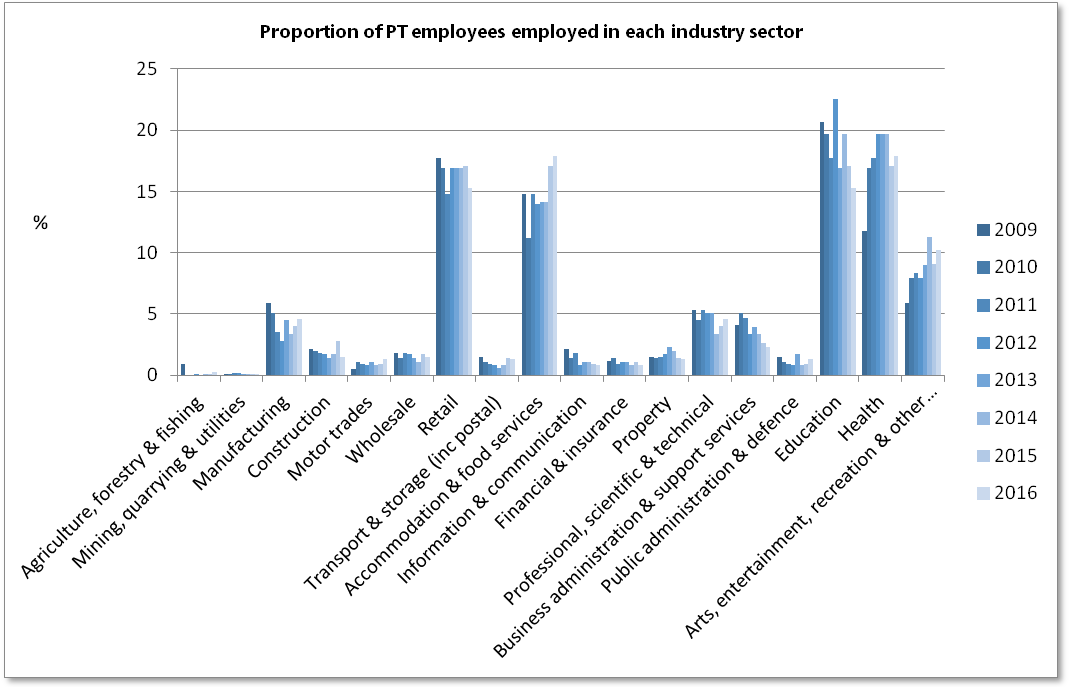 Proportion of PT employees employed in each industry sector
25
20
15
10
5
0
%
Agriculture, forestry & fishing
Mining, quarrying & utilities
Manufacturing
Construction
Motor trades
Wholesale
Retail
Transport & storage (inc postal)
Accommodation & food services
Information & communication
Financial & insurance
Property
Professional, scientific & technical
Business administration & support services
Public administration & defence
Education
Health
Arts, entertainment, recreation & other...
2009
2010
2011
2012
2013
2014
2015
2016